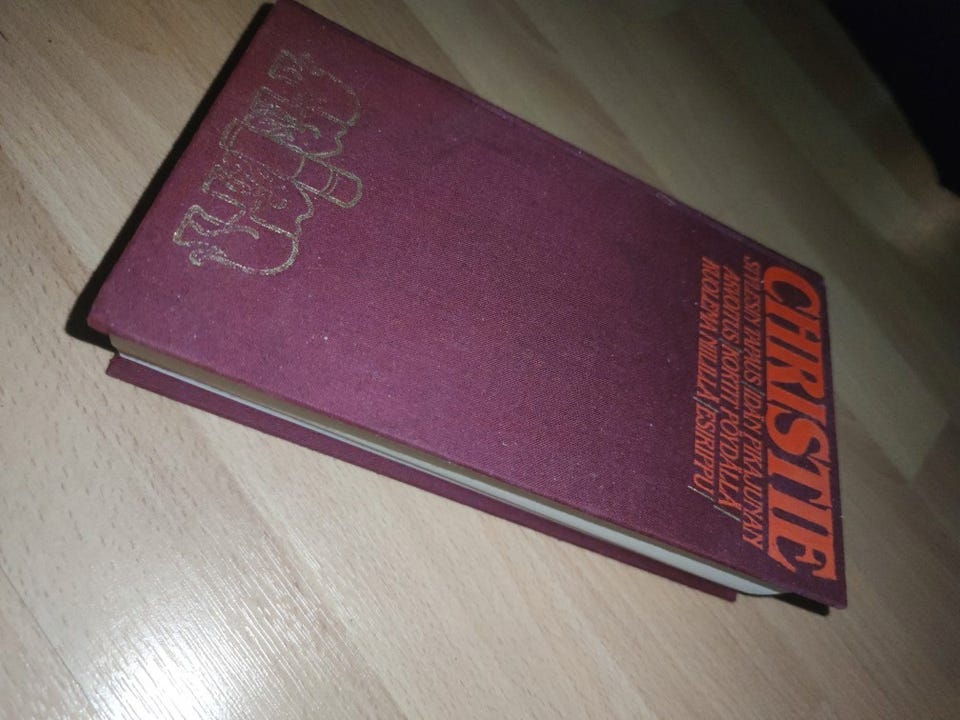 CHRISTIE
STYLESIN TAPAUS/IDÄN PIKAJUNAN
ARVOITUS/KORTIT PÖYDÄLLÄ/
KUOLEMA NIILILLÄ/ESIRIPPU/